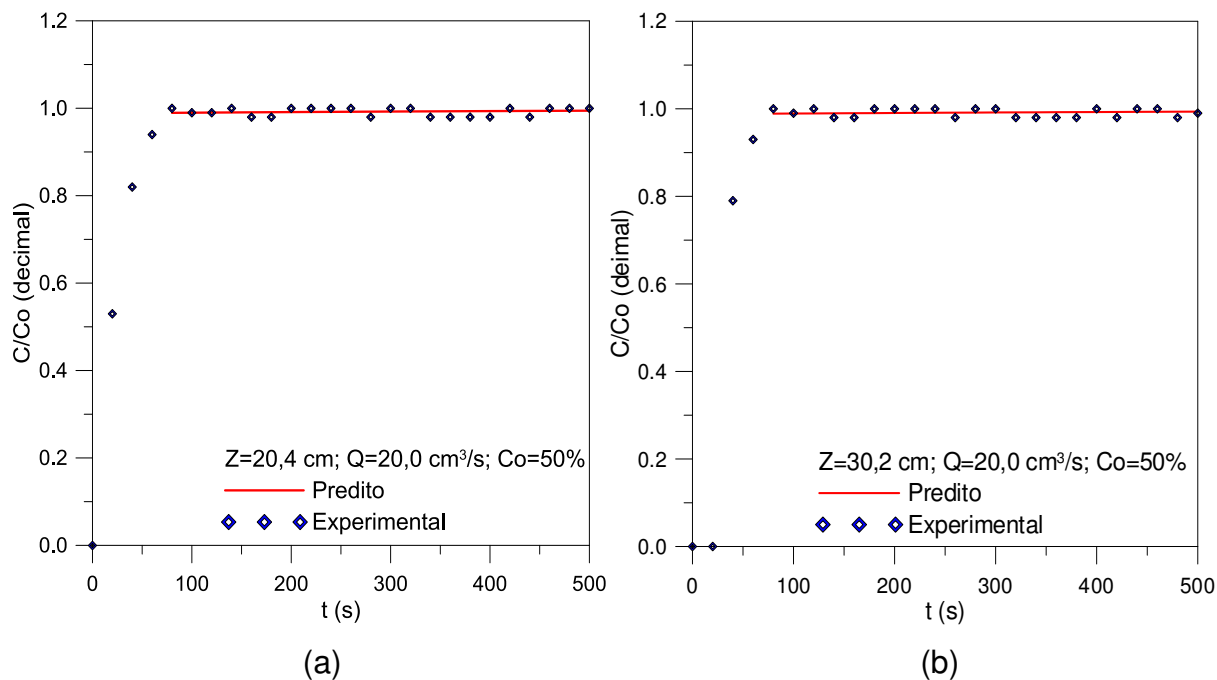 1.2
1.0
0.8
0.6
0.4
0.2
0.0
C/Co (decimal)
Z=20,4 cm; Q=20,0 cm³/s; Co=50%
Predito
Experimental
0 100 200 300 400 500
t (s)
(a)
1.2
1.0
0.8
0.6
0.4
0.2
0.0
C/Co (deimal)
Z=30,2 cm; Q=20,0 cm³/s; Co=50%
Predito
Experimental
0 100 200 300 400 500
t (s)
(b)